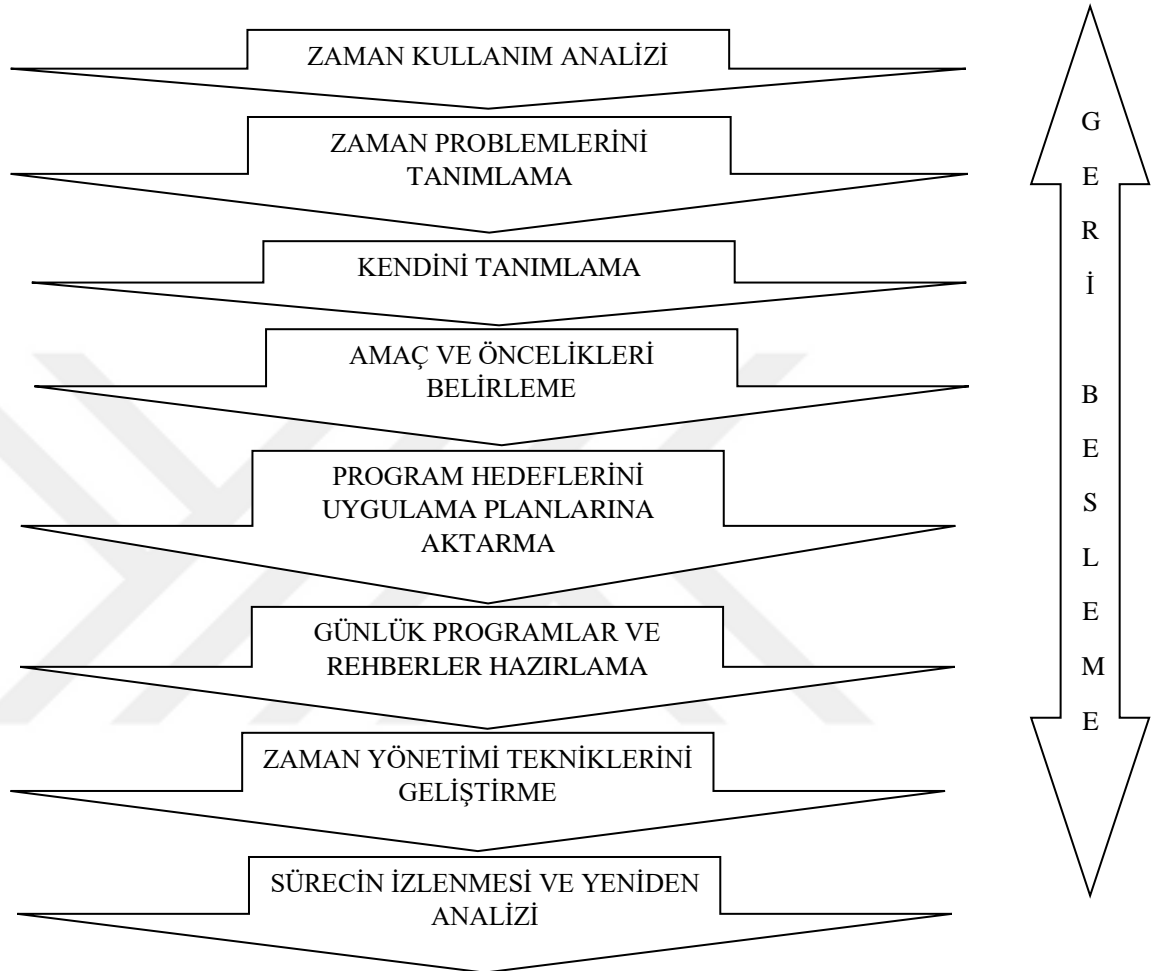 ZAMAN KULLANIM ANALİZİ
ZAMAN PROBLEMLERİNİ
TANIMLAMA
KENDİNİ TANIMLAMA
AMAÇ VE ÖNCELİKLERİ
BELİRLEME
PROGRAM HEDEFLERİNİ
UYGULAMA PLANLARINA
AKTARMA
GÜNLÜK PROGRAMLAR VE
REHBERLER HAZIRLAMA
ZAMAN YÖNETİMİ TEKNİKLERİNİ
GELİŞTİRME
SÜRECİN İZLENMESİ VE YENİDEN
ANALİZİ
GERİ BESLEME